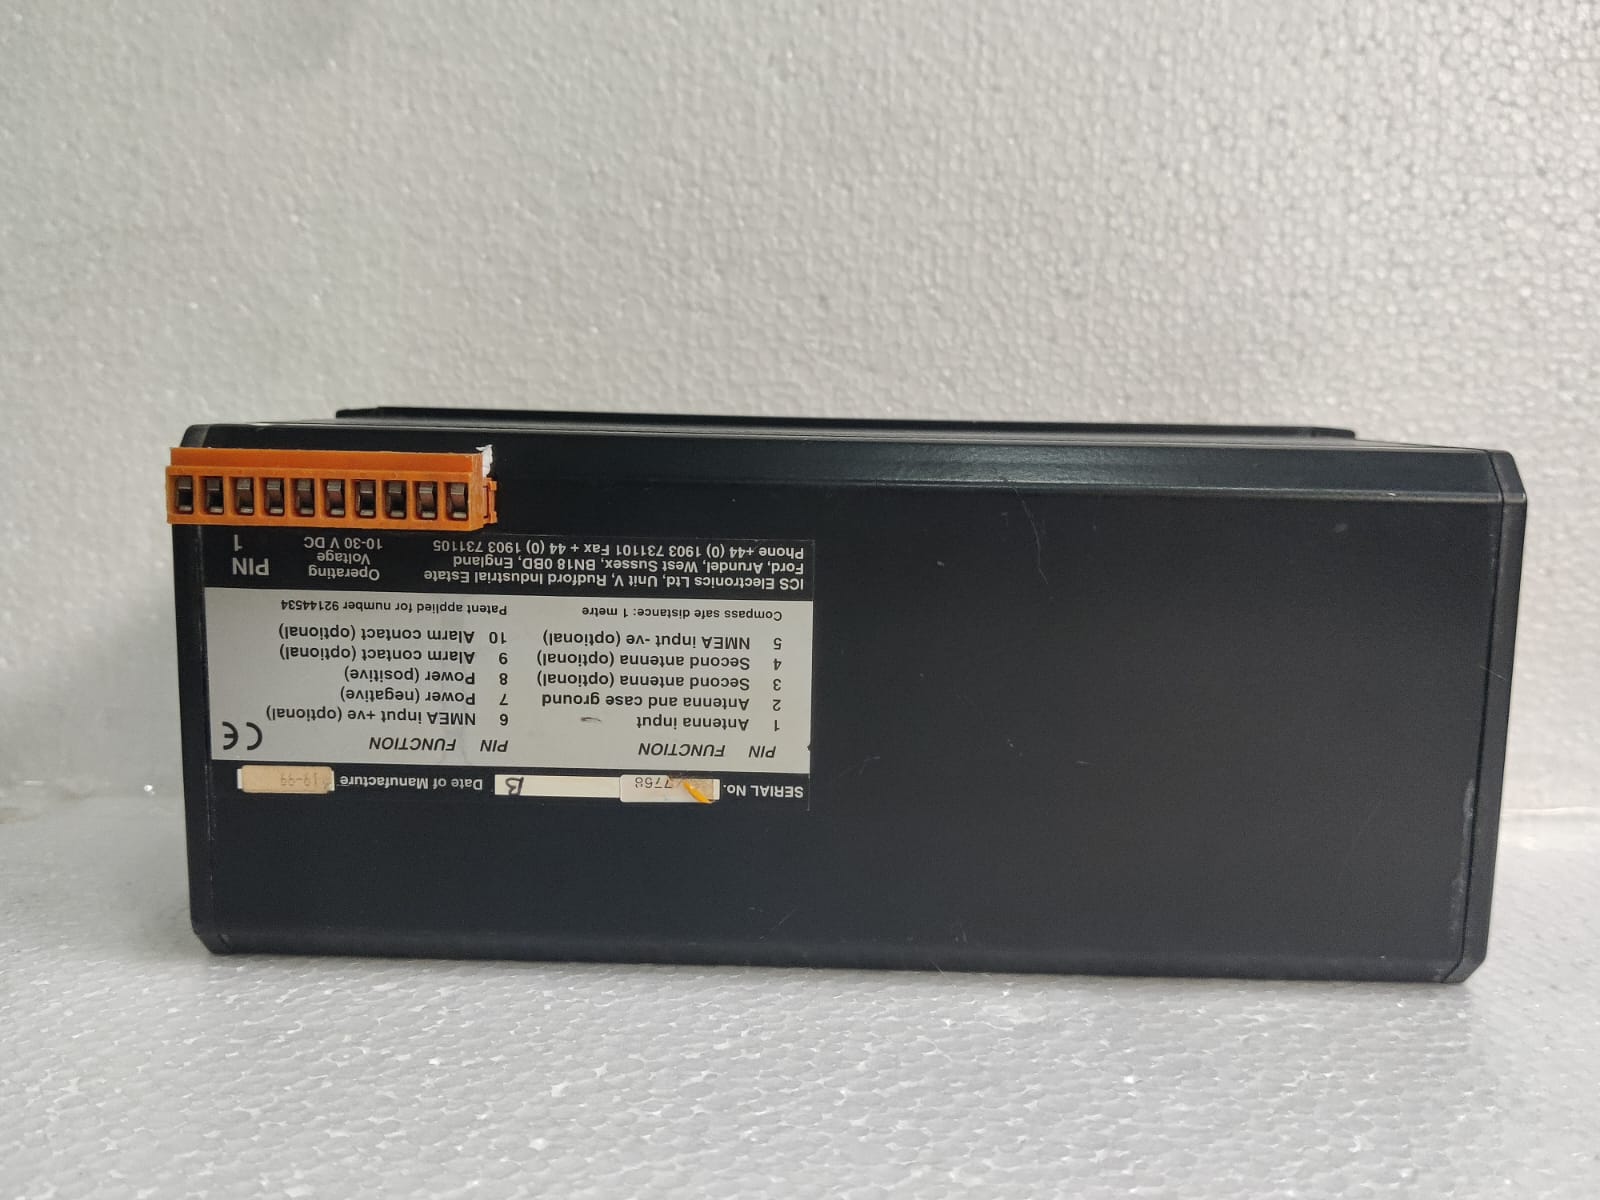 SERIAL No. 7768 B Date of Manufacture
PIN FUNCTION PIN FUNCTION CE
1 Antenna input 6 NMEA input +ve (optional)
2 Antenna and case ground 7 Power (negative)
3 Second antenna (optional) 8 Power (positive)
4 Second antenna (optional) 9 Alarm contact (optional)
5 NMEA input -ve (optional) 10 Alarm contact (optional)
Compass safe distance: 1 metre Patent applied for number 92144534
ICS Electronics Ltd, Unit V, Rudford Industrial Estate
Ford, Arundel, West Sussex, BN18 0BD, England
Phone +44 (0) 1903 731101 Fax + 44 (0) 1903 731105
Operating
Voltage
10-30 V DC
PIN
1